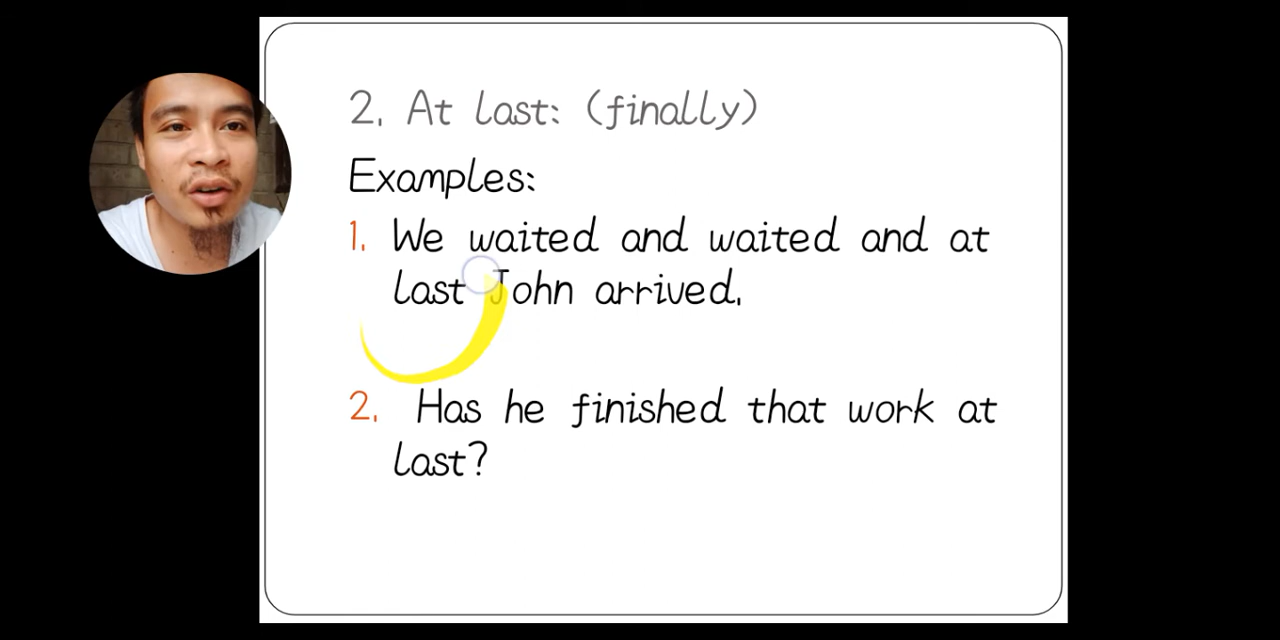 2. At last: (finally)
Examples:
1. We waited and waited and at
last John arrived.
2. Has he finished that work at
last?